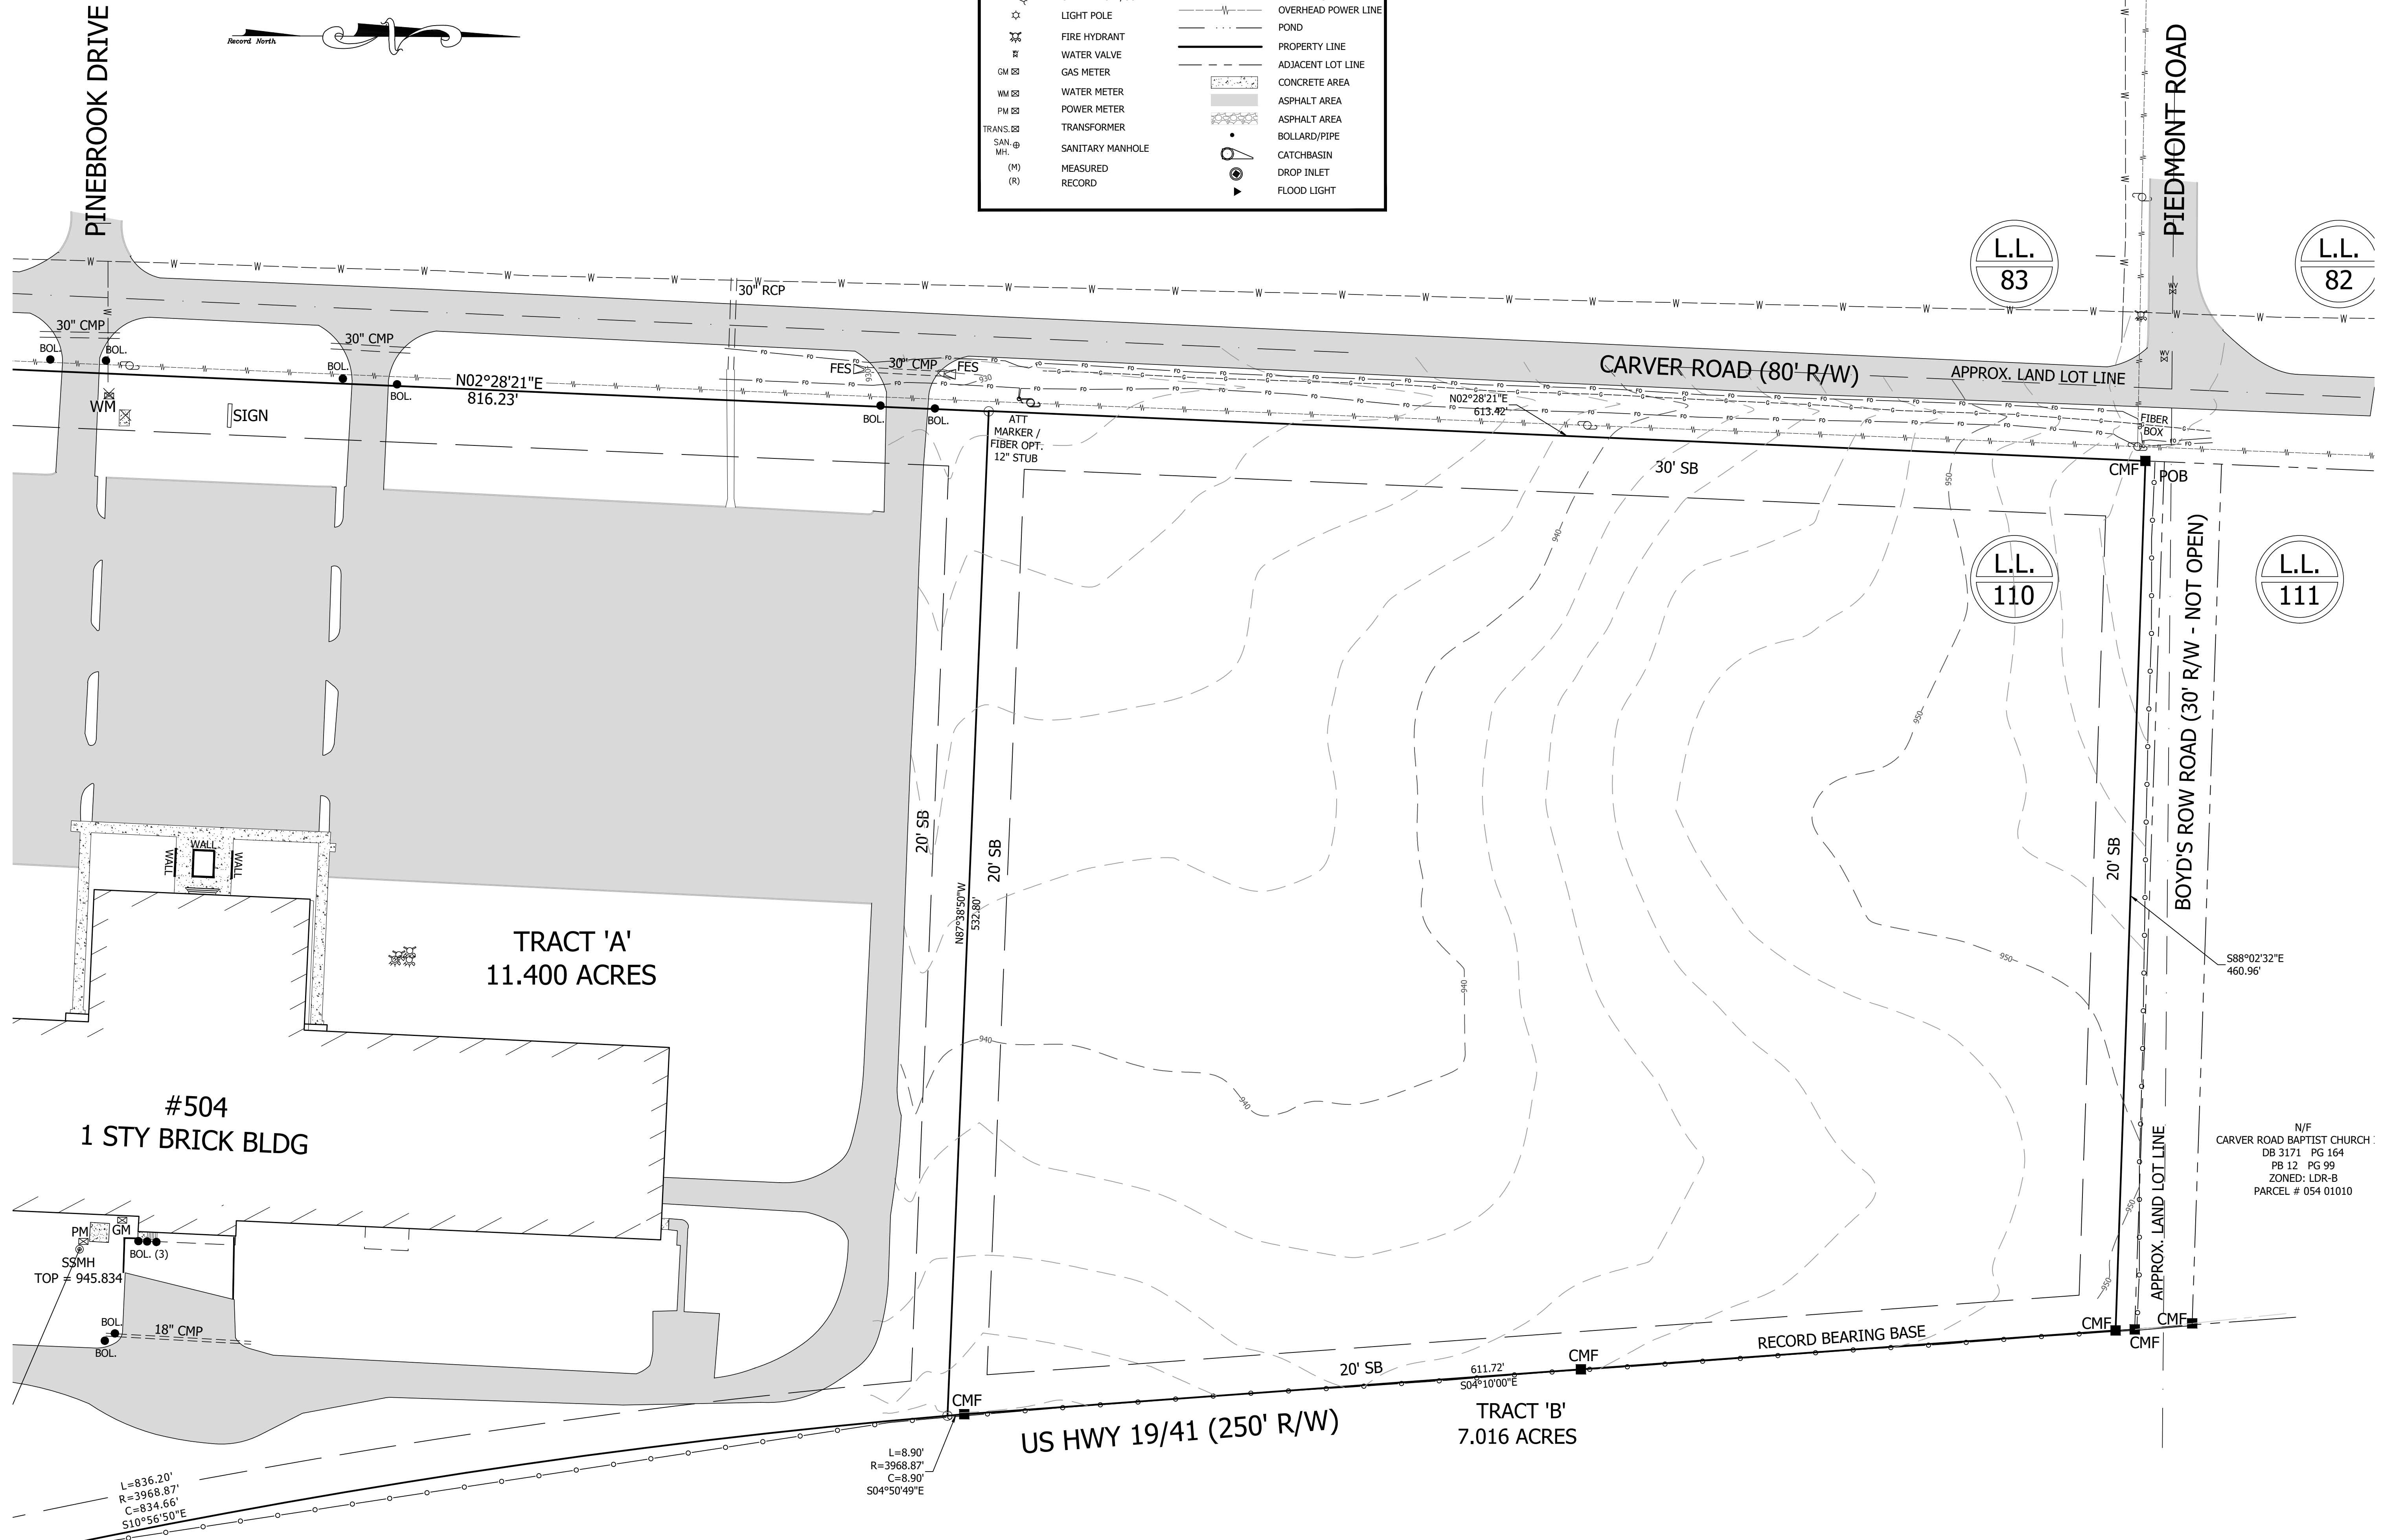 PINEBROOK DRIVE
Record North
LIGHT POLE
FIRE HYDRANT
WATER VALVE
GM GAS METER
WM WATER METER
PM POWER METER
TRANS. TRANSFORMER
SAN. MH. SANITARY MANHOLE
(M) MEASURED
(R) RECORD
OVERHEAD POWER LINE
POND
PROPERTY LINE
ADJACENT LOT LINE
CONCRETE AREA
ASPHALT AREA
ASPHALT AREA
BOLLARD/PIPE
CATCHBASIN
DROP INLET
FLOOD LIGHT
PIEDMONT ROAD
L.L.
83
L.L.
82
30" RCP
30" CMP
30" CMP
30" CMP
BOL.
BOL.
BOL.
BOL.
BOL.
BOL.
FES
FES
930
930
WM
SIGN
N02°28'21"E
816.23'
ATT
MARKER /
FIBER OPT.
12" STUB
CARVER ROAD (80' R/W)
APPROX. LAND LOT LINE
N02°28'21"E
613.42'
WV
WV
FIBER
BOX
30' SB
CMF
POB
L.L.
110
L.L.
111
BOYD'S ROW ROAD (30' R/W - NOT OPEN)
940
950
950
950
940
940
940
950
950
20' SB
20' SB
20' SB
N87°38'50"W
532.80'
S88°02'32"E
460.96'
WALL
WALL
WALL
TRACT 'A'
11.400 ACRES
#504
1 STY BRICK BLDG
PM
GM
BOL. (3)
SSMH
TOP = 945.834
BOL.
BOL.
18" CMP
N/F
CARVER ROAD BAPTIST CHURCH
DB 3171 PG 164
PB 12 PG 99
ZONED: LDR-B
PARCEL # 054 01010
APPROX. LAND LOT LINE
CMF
CMF
CMF
RECORD BEARING BASE
CMF
20' SB
611.72'
S04°10'00"E
CMF
US HWY 19/41 (250' R/W)
TRACT 'B'
7.016 ACRES
L=8.90'
R=3968.87'
C=8.90'
S04°50'49"E
L=836.20'
R=3968.87'
C=834.66'
S10°56'50"E